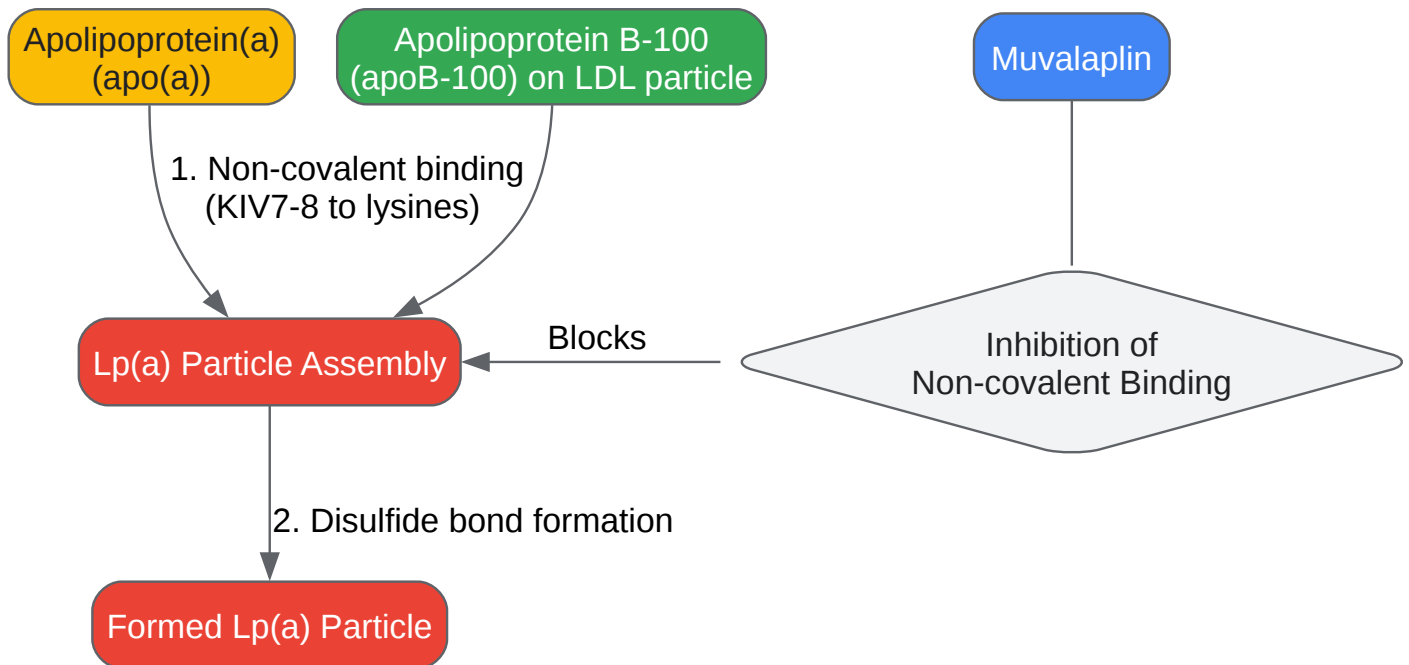 Apolipoprotein(a)
(apo(a))
Apolipoprotein B-100
(apoB-100) on LDL particle
Muvalaplin
1. Non-covalent binding
(KIV7-8 to lysines)
Lp(a) Particle Assembly
Blocks
Inhibition of
Non-covalent Binding
2. Disulfide bond formation
Formed Lp(a) Particle